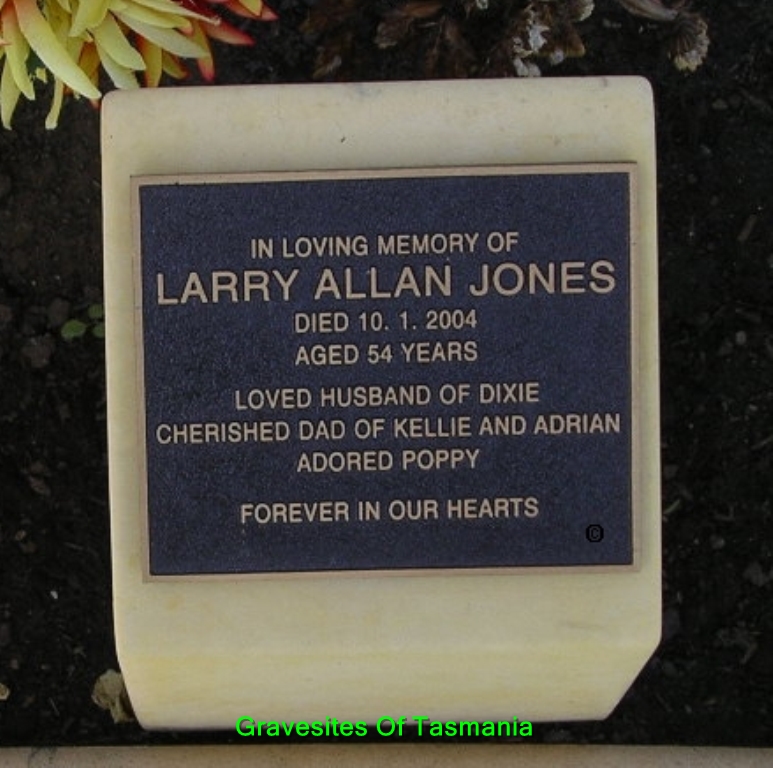 IN LOVING MEMORY OF
LARRY ALLAN JONES
DIED 10. 1. 2004
AGED 54 YEARS
LOVED HUSBAND OF DIXIE
CHERISHED DAD OF KELLIE AND ADRIAN
ADORED POPPY
FOREVER IN OUR HEARTS
©
Gravesites Of Tasmania